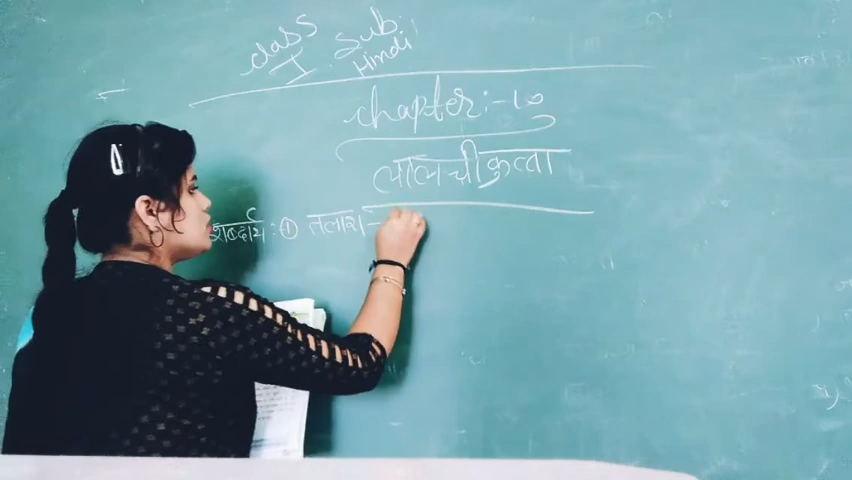 class Sub:
I Hindi
Chapter:-10
लालची कुत्ता
शब्दार्थ:① तलाश-